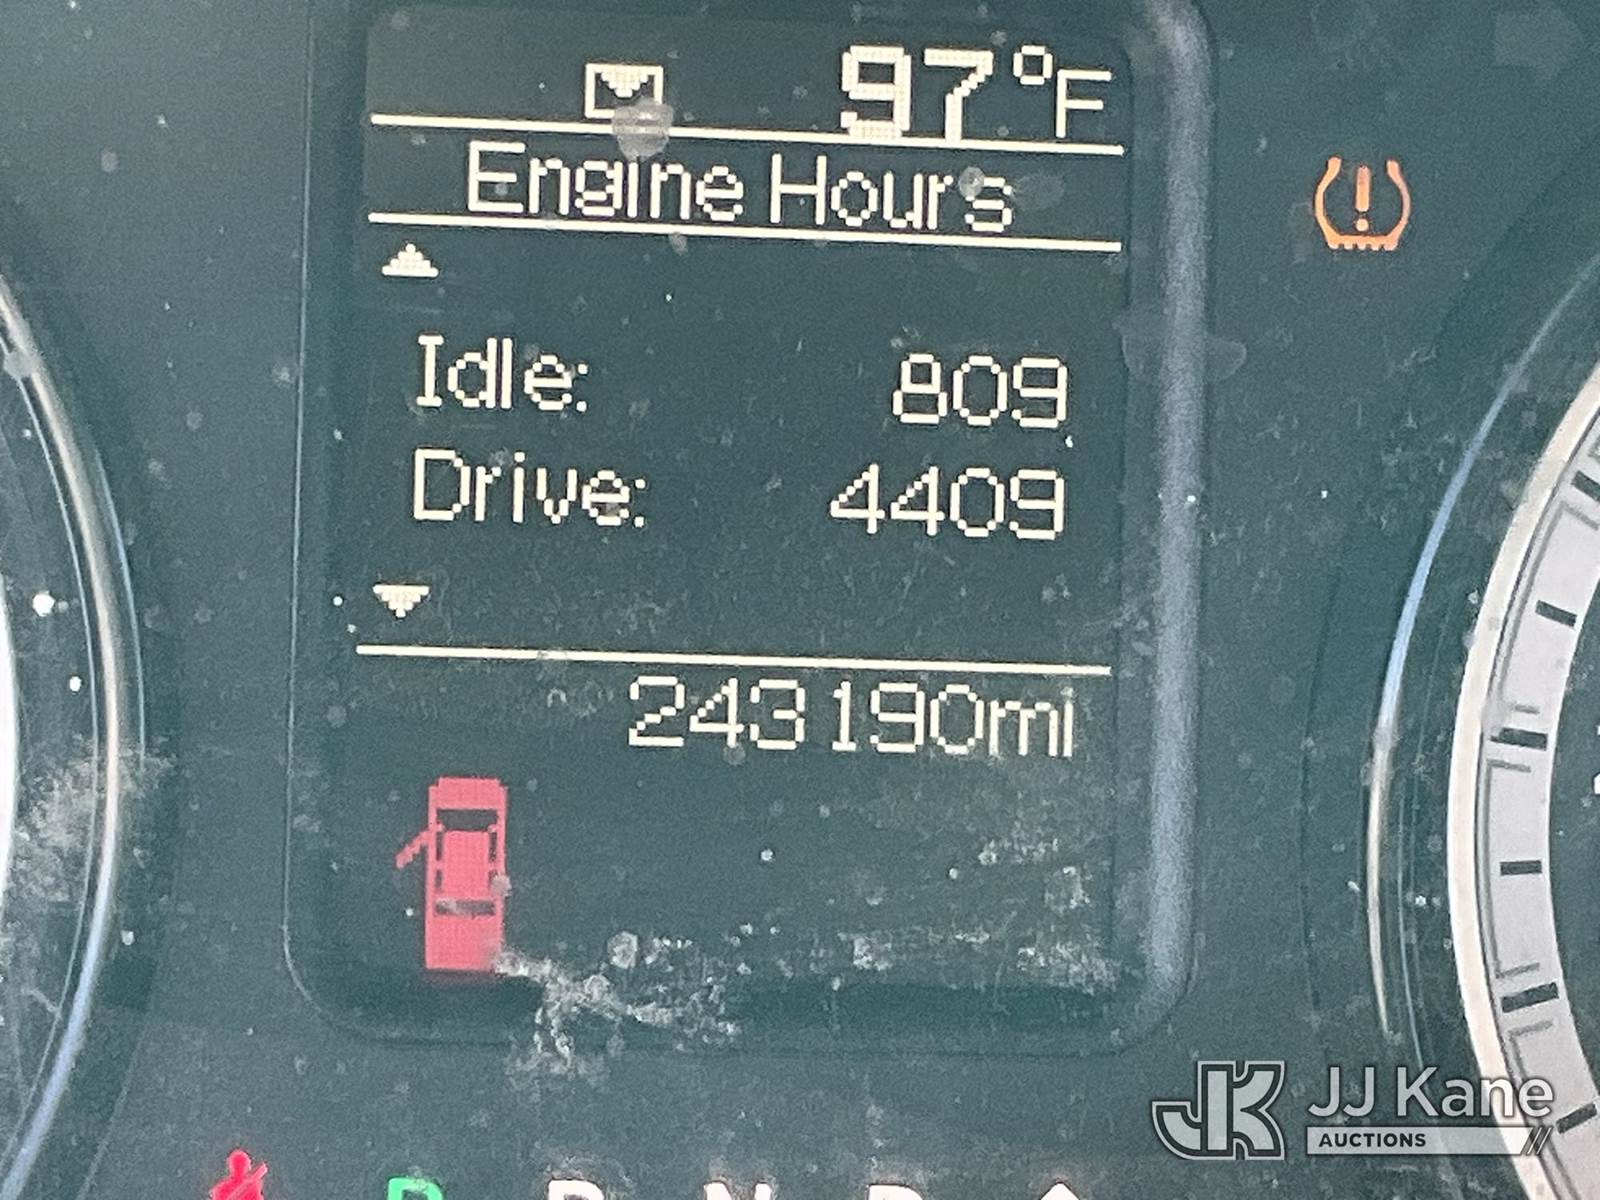 97°F
Engine Hours
Idle: 809
Drive: 4409
243190mi
P R N D
JJ Kane
AUCTIONS